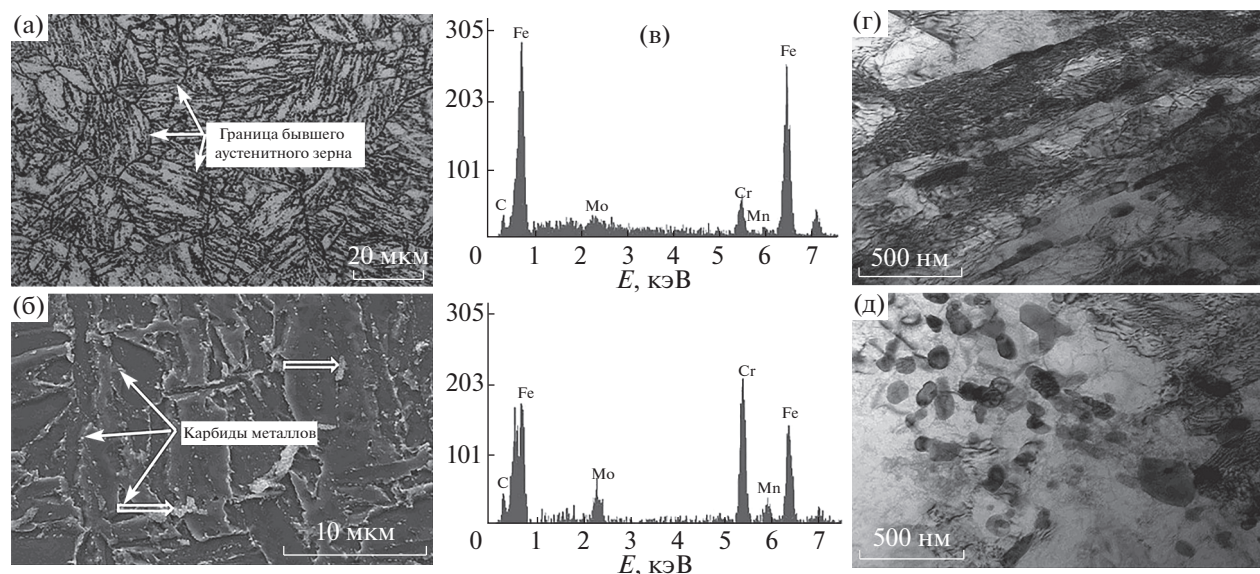 (а)
Граница бывшего
аустенитного зерна
20 мкм
(б)
Карбиды металлов
10 мкм
(в)
305
203
101
0
C
Fe
Mo
Cr
Mn
Fe
1 2 3 4 5 6 7
E, кэВ
305
203
101
0
C
Fe
Mo
Cr
Mn
Fe
1 2 3 4 5 6 7
E, кэВ
(г)
500 нм
(д)
500 нм